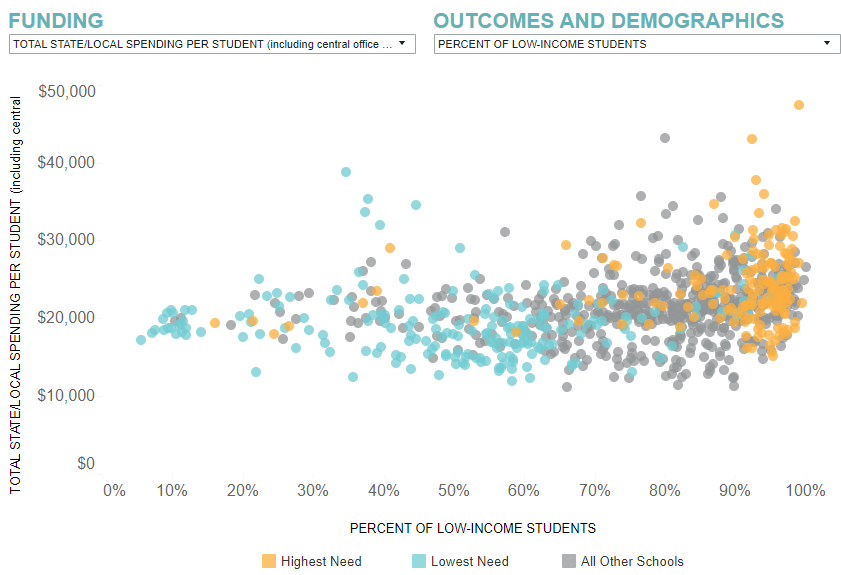 FUNDING
OUTCOMES AND DEMOGRAPHICS
TOTAL STATE/LOCAL SPENDING PER STUDENT (including central office ...
PERCENT OF LOW-INCOME STUDENTS
TOTAL STATE/LOCAL SPENDING PER STUDENT (including central
$50,000
$40,000
$30,000
$20,000
$10,000
$0
0% 10% 20% 30% 40% 50% 60% 70% 80% 90% 100%
PERCENT OF LOW-INCOME STUDENTS
Highest Need Lowest Need All Other Schools